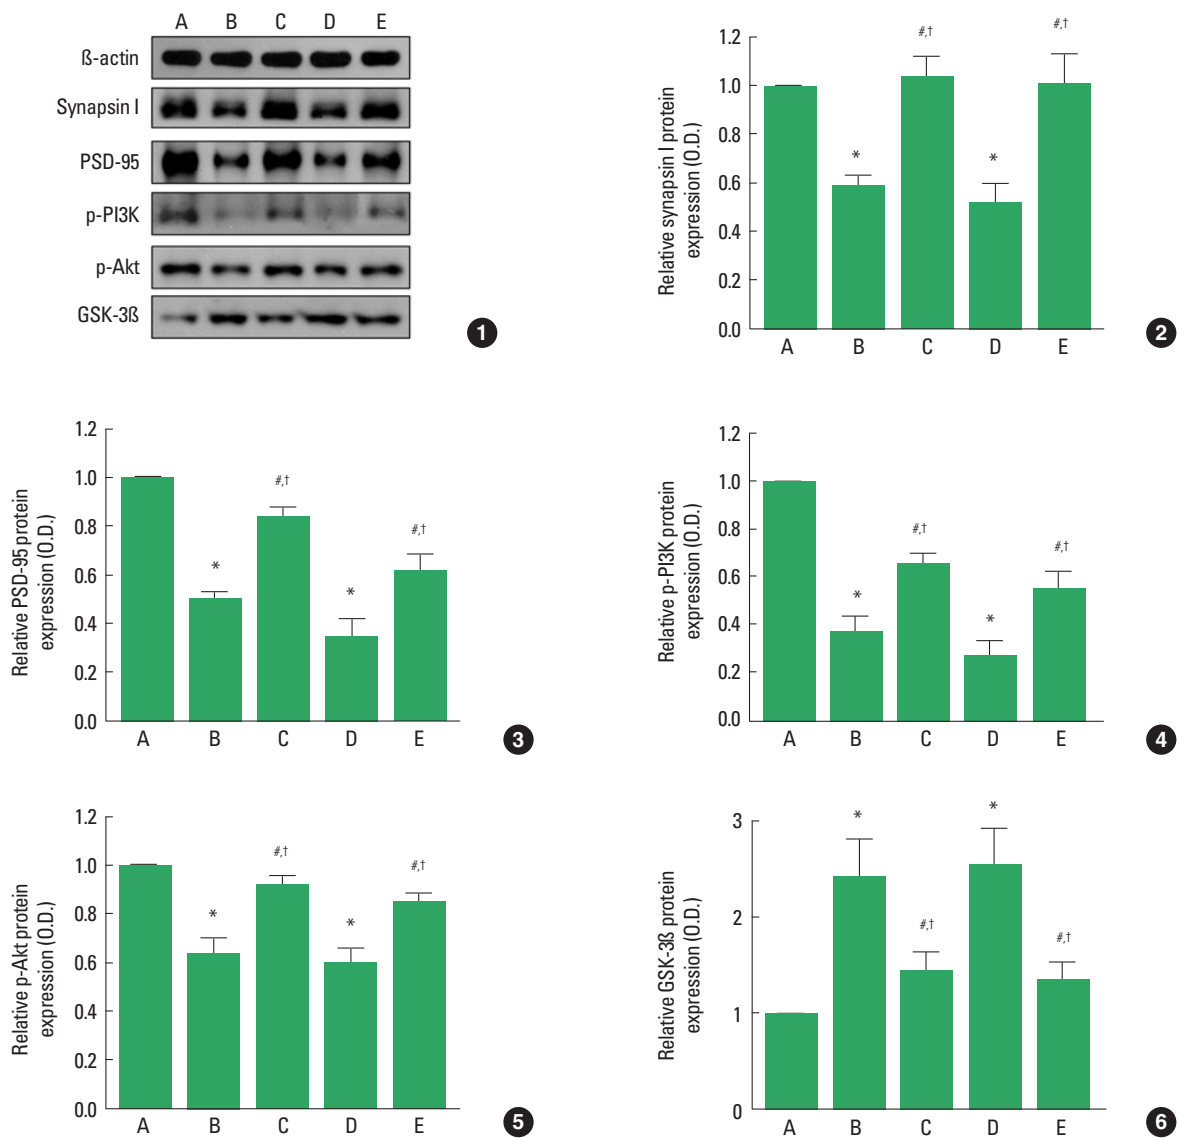 A B C D E
ß-actin
Synapsin I
PSD-95
p-PI3K
p-Akt
GSK-3ß
1
Relative synapsin I protein
expression (O.D.)
1.2
1.0
0.8
0.6
0.4
0.2
0.0
*
#,†
*
#,†
A B C D E
2
Relative PSD-95 protein
expression (O.D.)
1.2
1.0
0.8
0.6
0.4
0.2
0.0
*
#,†
*
#,†
A B C D E
3
Relative p-PI3K protein
expression (O.D.)
1.2
1.0
0.8
0.6
0.4
0.2
0.0
*
#,†
*
#,†
A B C D E
4
Relative p-Akt protein
expression (O.D.)
1.2
1.0
0.8
0.6
0.4
0.2
0.0
*
#,†
*
#,†
A B C D E
5
Relative GSK-3ß protein
expression (O.D.)
3
2
1
0
*
#,†
*
#,†
A B C D E
6